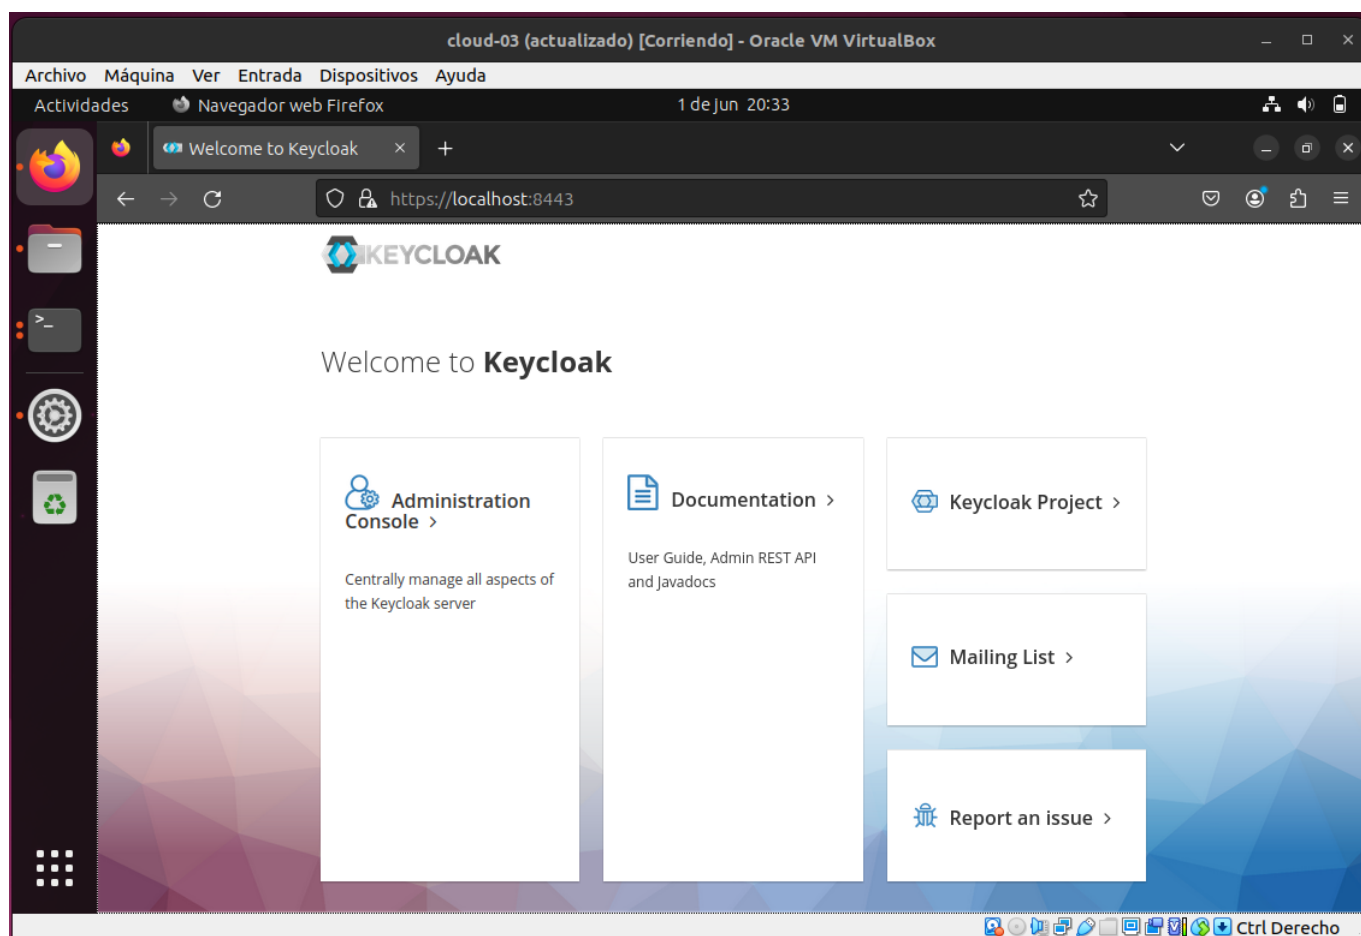 cloud-03 (actualizado) [Corriendo] - Oracle VM VirtualBox
Archivo Máquina Ver Entrada Dispositivos Ayuda
Actividades Navegador web Firefox 1 de jun 20:33
Welcome to Keycloak
https://localhost:8443
KEYCLOAK
Welcome to Keycloak
Administration
Console >
Centrally manage all aspects of
the Keycloak server
Documentation >
User Guide, Admin REST API
and Javadocs
Keycloak Project >
Mailing List >
Report an issue >
Ctrl Derecho